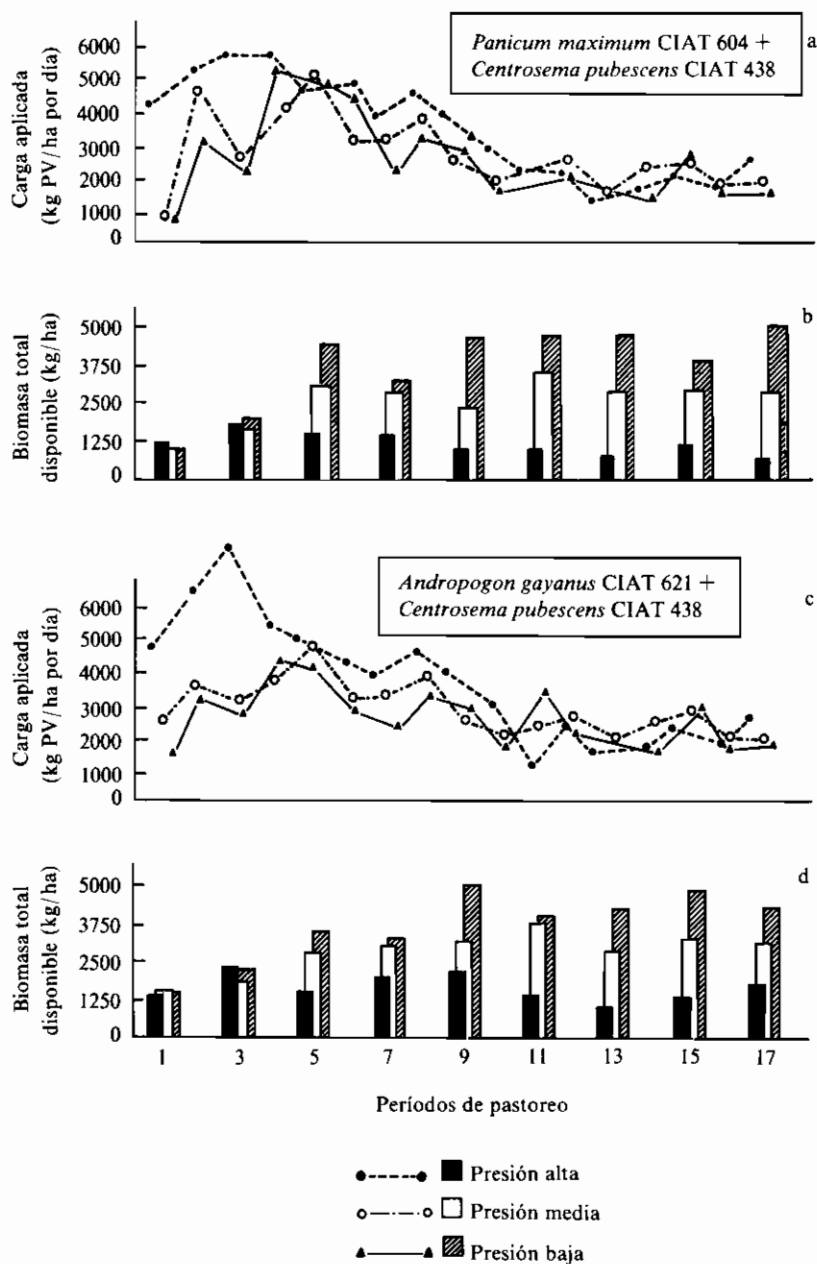 a
Panicum maximum CIAT 604 +
Centrosema pubescens CIAT 438
Carga aplicada
(kg PV/ha por día)
6000
5000
4000
3000
2000
1000
0
b
Biomasa total
disponible (kg/ha)
5000
3750
2500
1250
0
c
Andropogon gayanus CIAT 621 +
Centrosema pubescens CIAT 438
Carga aplicada
(kg PV/ha por día)
6000
5000
4000
3000
2000
1000
0
d
Biomasa total
disponible (kg/ha)
5000
3750
2500
1250
0
1 3 5 7 9 11 13 15 17
Períodos de pastoreo
Presión alta
Presión media
Presión baja